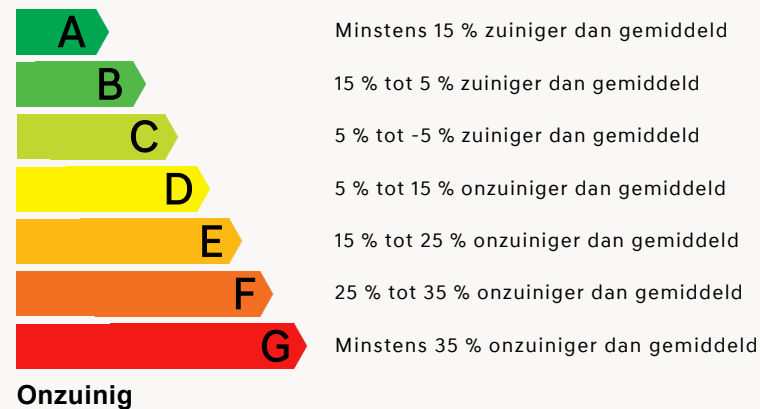 A Minstens 15 % zuiniger dan gemiddeld
B 15 % tot 5 % zuiniger dan gemiddeld
C 5 % tot -5 % zuiniger dan gemiddeld
D 5 % tot 15 % onzuiniger dan gemiddeld
E 15 % tot 25 % onzuiniger dan gemiddeld
F 25 % tot 35 % onzuiniger dan gemiddeld
G Minstens 35 % onzuiniger dan gemiddeld
Onzuinig